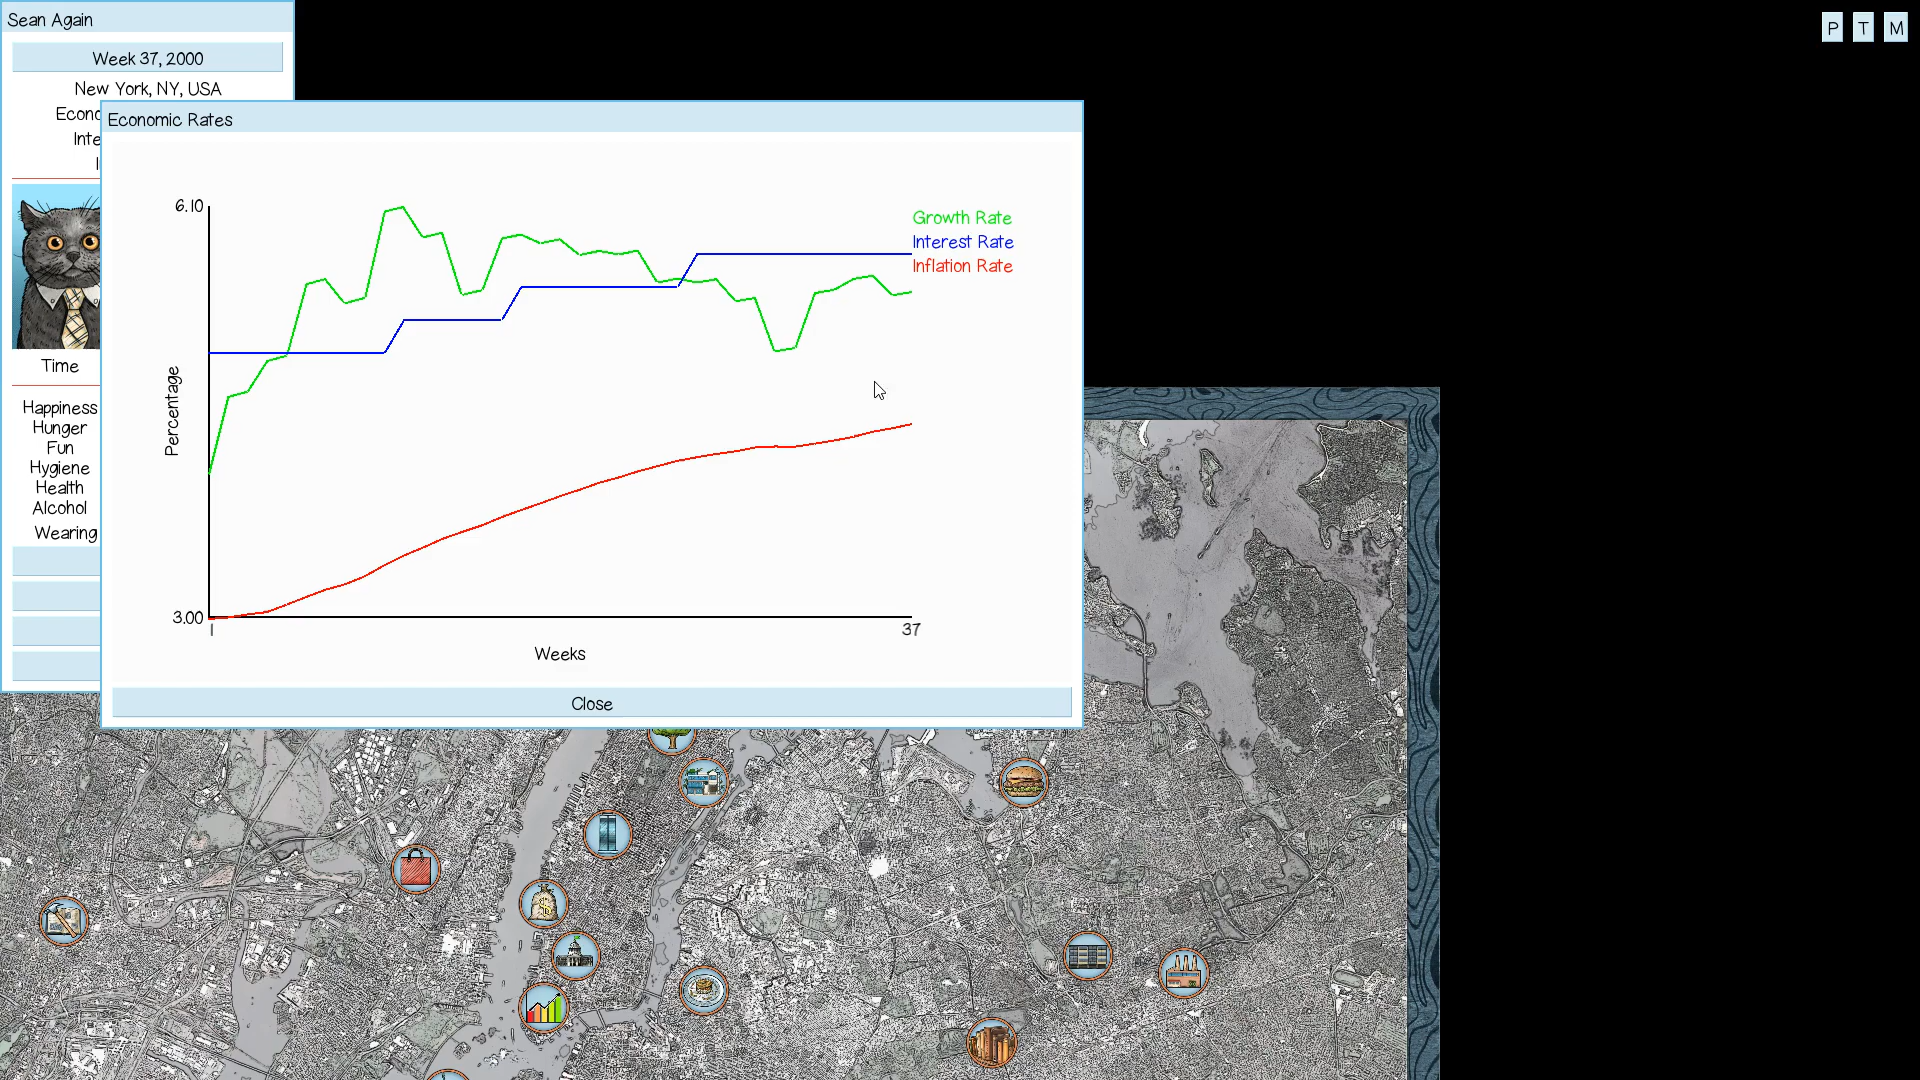 Sean Again
P T M
Week 37, 2000
New York, NY, USA
Econo
Inte
Economic Rates
6.10
Growth Rate
Interest Rate
Inflation Rate
Percentage
3.00
1
37
Weeks
Close
Time
Happiness
Hunger
Fun
Hygiene
Health
Alcohol
Wearing